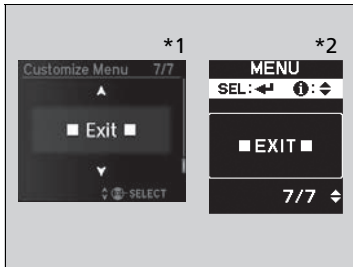 *1
*2
Customize Menu 7/7
■ Exit ■
SELECT
MENU
SEL: i:
■EXIT■
7/7